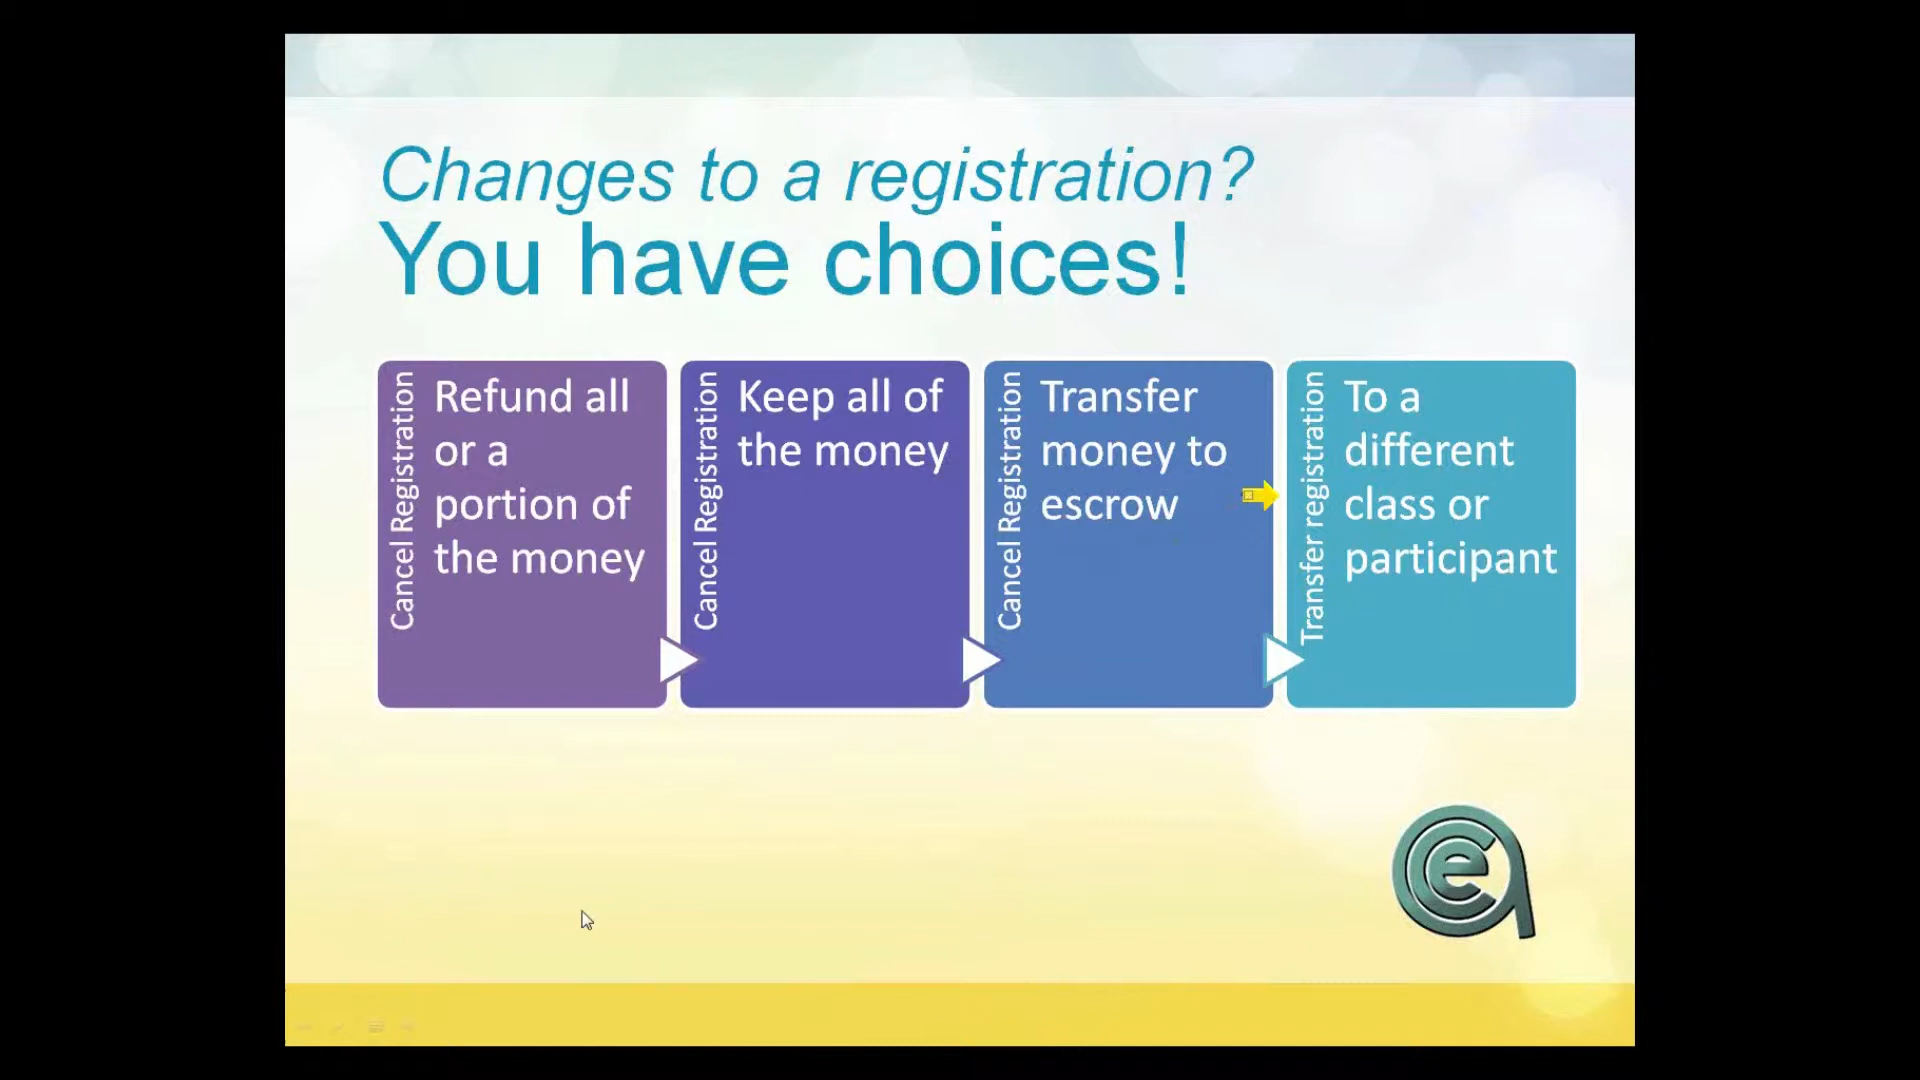 Changes to a registration?
You have choices!
Cancel Registration
Refund all
or a
portion of
the money
Cancel Registration
Keep all of
the money
Cancel Registration
Transfer
money to
escrow
Transfer registration
To a
different
class or
participant